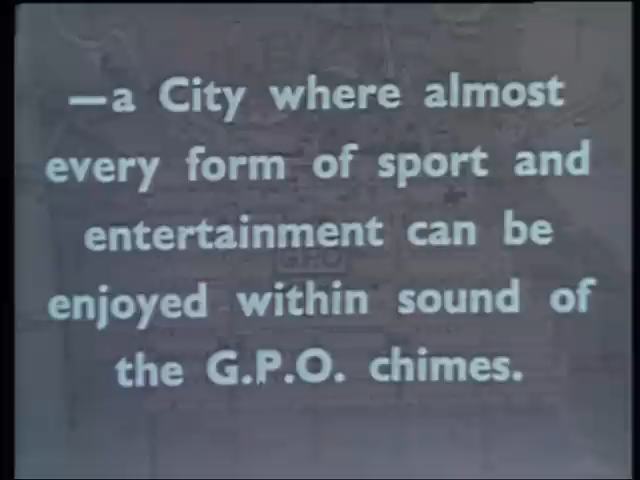 —a City where almost
every form of sport and
entertainment can be
enjoyed within sound of
the G.P.O. chimes.
G.P.O